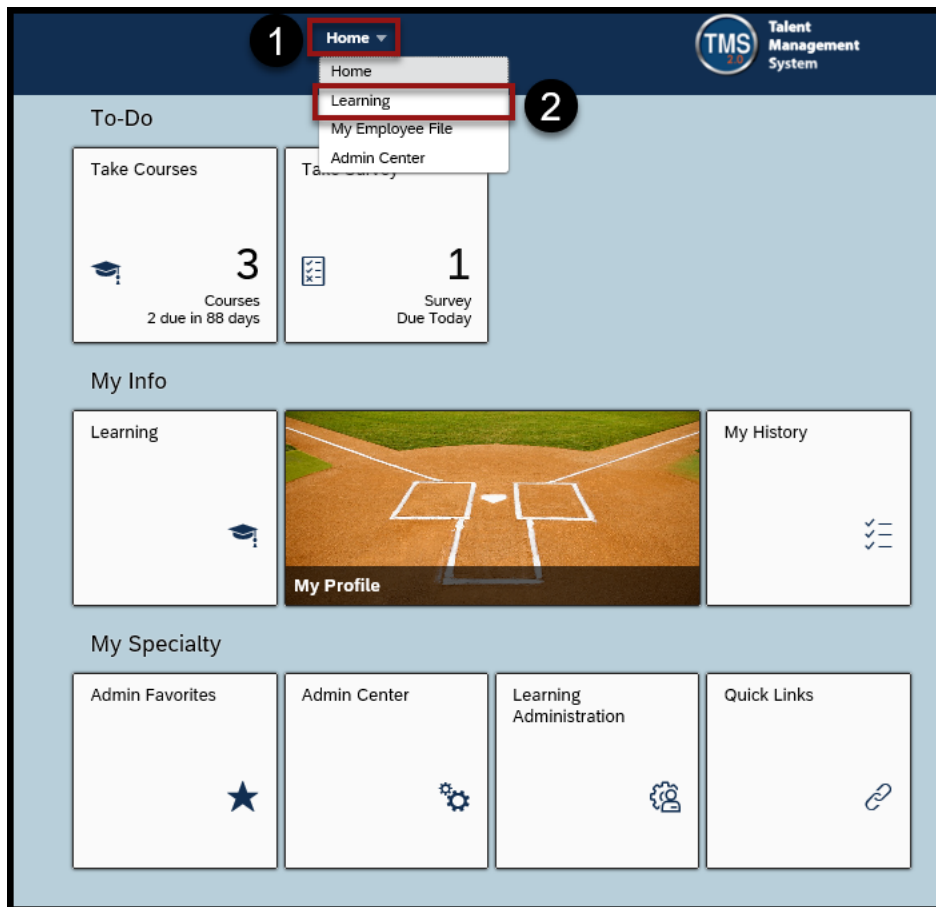 1
Home
TMS
2.0
Talent
Management
System
Home
Learning
2
My Employee File
Admin Center
To-Do
Take Courses
3
Courses
2 due in 88 days
Take Survey
1
Survey
Due Today
My Info
Learning
My Profile
My History
My Specialty
Admin Favorites
Admin Center
Learning
Administration
Quick Links